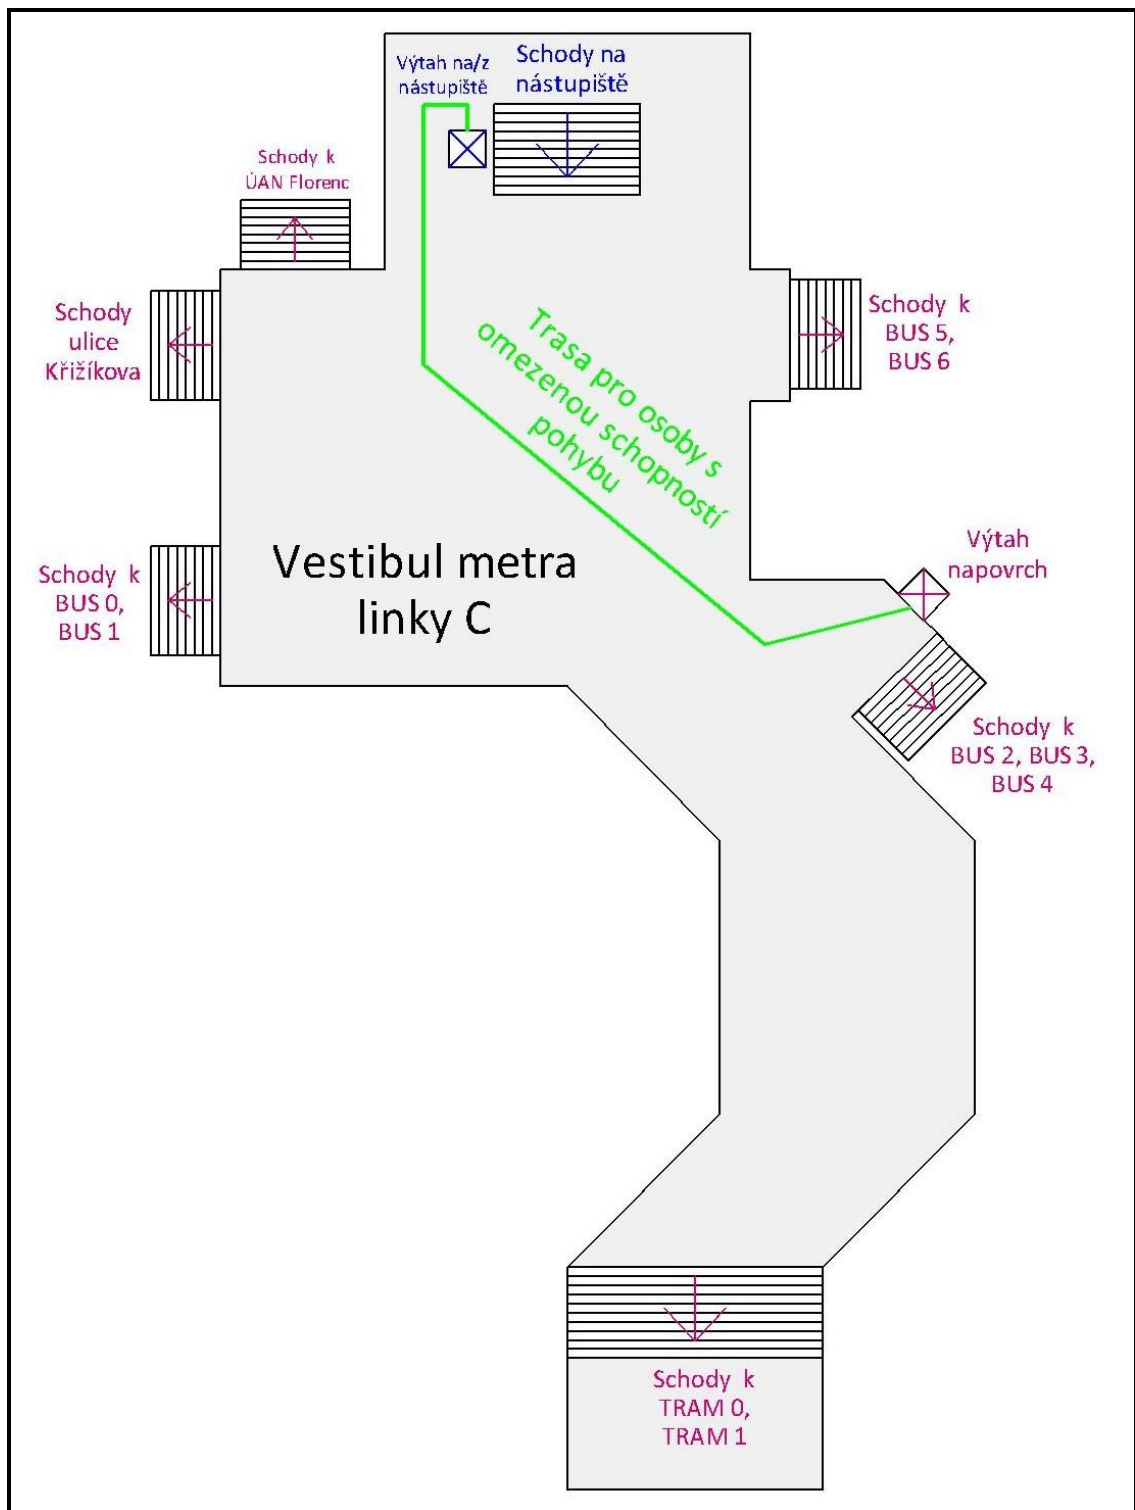 Výtah na/z
nástupiště
Schody na
nástupiště
Schody k
ÚAN Florenc
Schody
ulice
Křižíkova
Schody k
BUS 5,
BUS 6
Trasa pro osoby s
omezenou schopností
pohybu
Vestibul metra
linky C
Schody k
BUS 0,
BUS 1
Výtah
napovrch
Schody k
BUS 2, BUS 3,
BUS 4
Schody k
TRAM 0,
TRAM 1